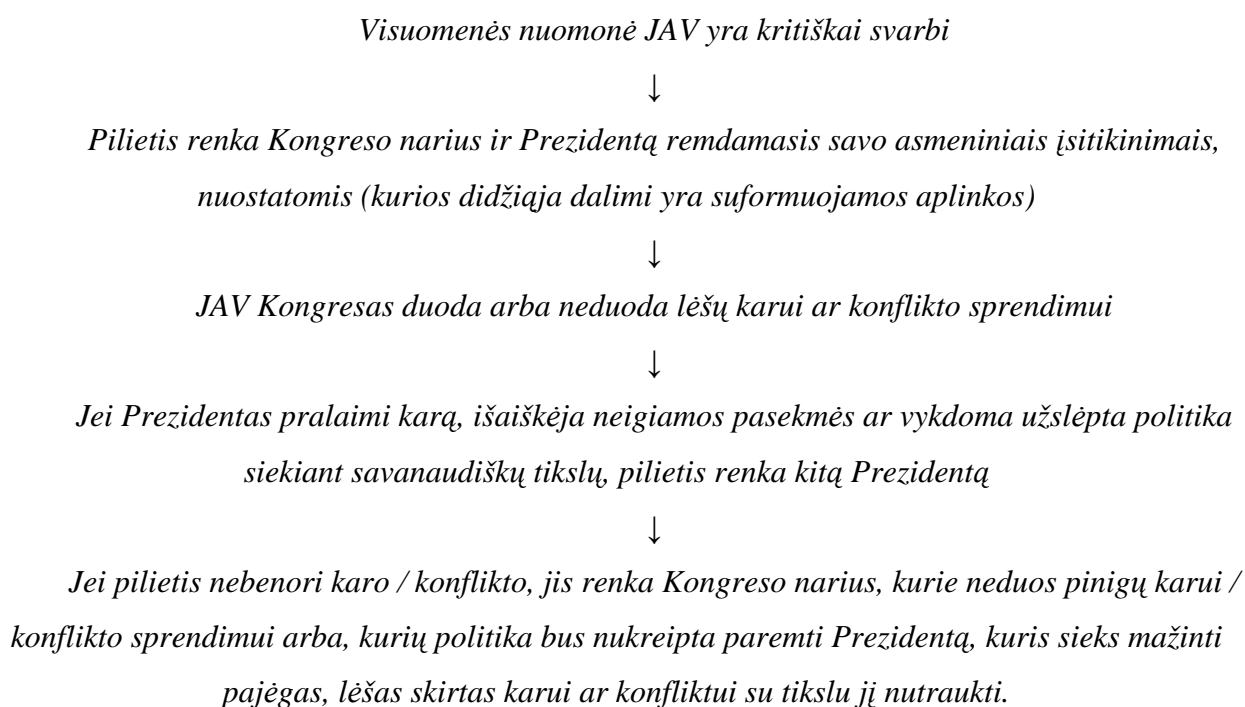 Visuomenės nuomonė JAV yra kritiškai svarbi
↓
Pilietis renka Kongreso narius ir Prezidentą remdamasis savo asmeniniais įsitikinimais,
nuostatomis (kurios didžiąja dalimi yra suformuojamos aplinkos)
↓
JAV Kongresas duoda arba neduoda lėšų karui ar konflikto sprendimui
↓
Jei Prezidentas pralaimi karą, išaiškėja neigiamos pasekmės ar vykdoma užslėpta politika
siekiant savanaudiškų tikslų, pilietis renka kitą Prezidentą
↓
Jei pilietis nebenori karo / konflikto, jis renka Kongreso narius, kurie neduos pinigų karui /
konflikto sprendimui arba, kurių politika bus nukreipta paremti Prezidentą, kuris sieks mažinti
pajėgas, lėšas skirtas karui ar konfliktui su tikslu jį nutraukti.